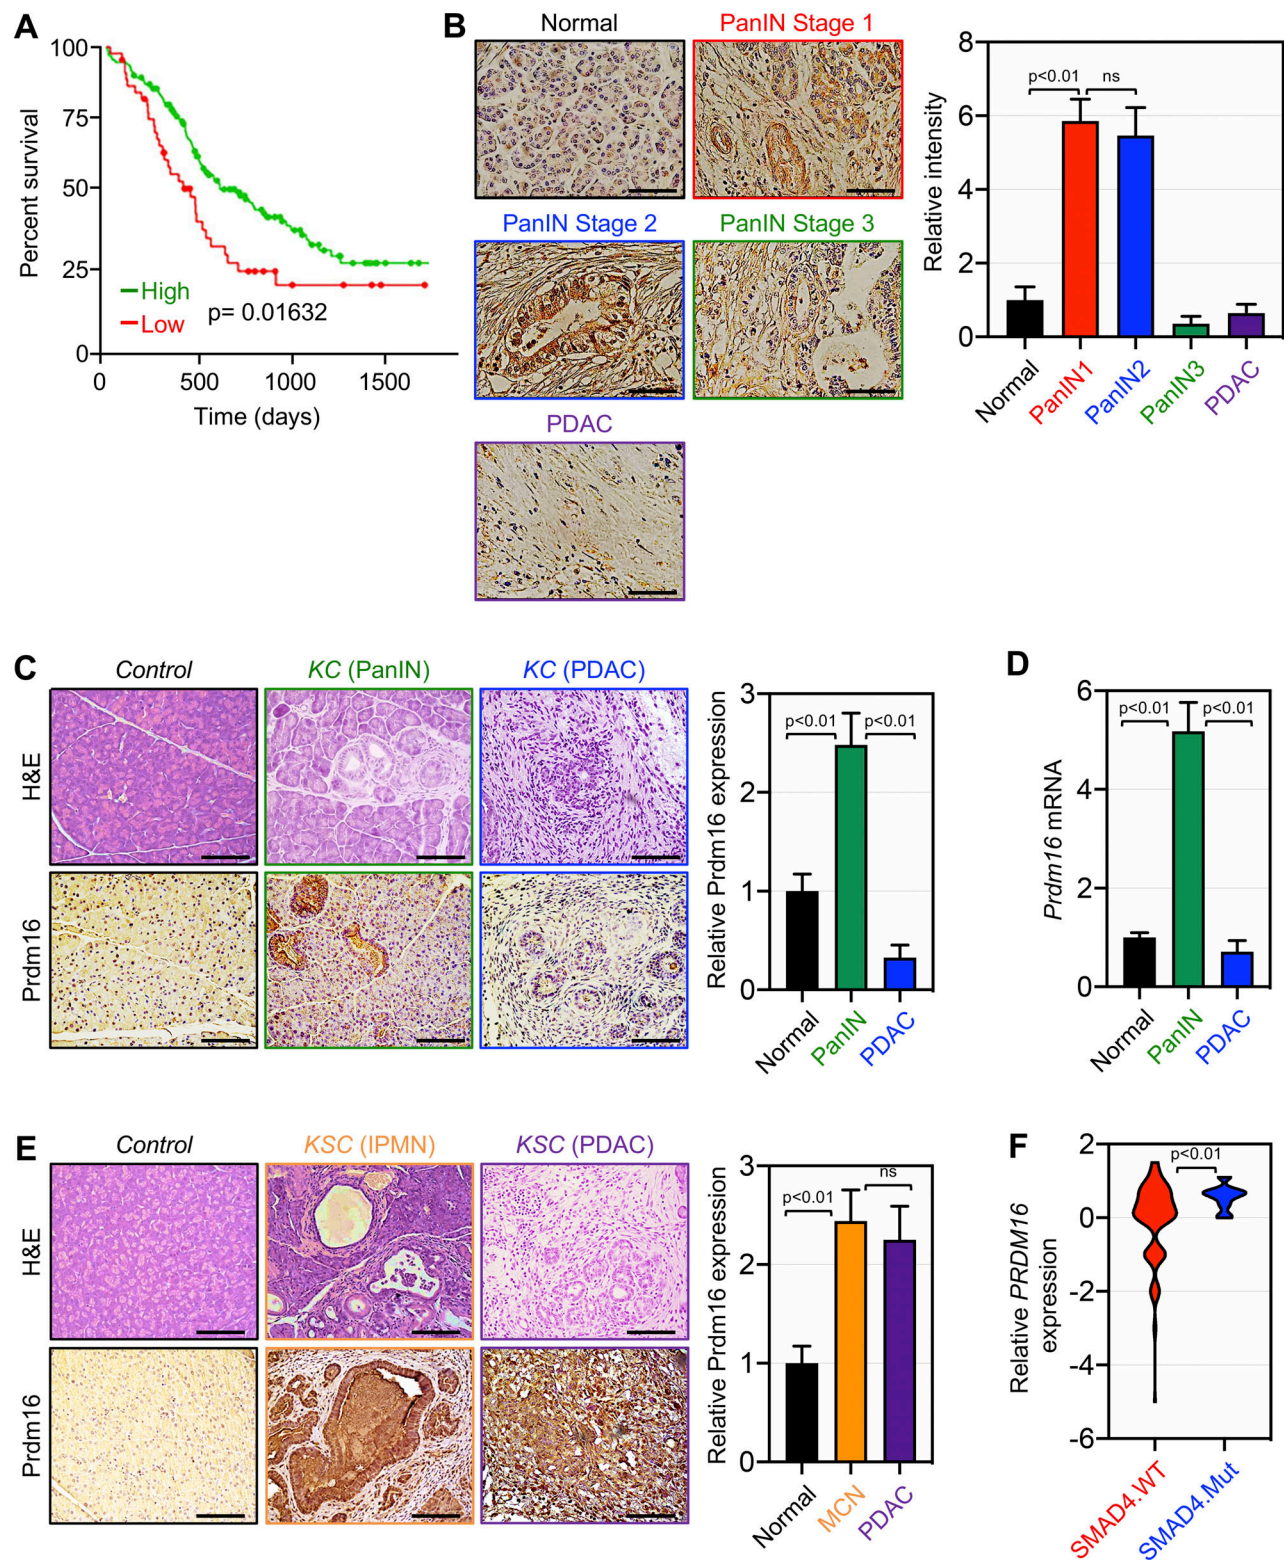 A
100
75
50
25
0
Percent survival
High
Low
p= 0.01632
0
500
1000
1500
Time (days)
B
Normal
PanIN Stage 1
PanIN Stage 2
PanIN Stage 3
PDAC
8
6
4
2
0
Relative intensity
p<0.01
ns
Normal
PanIN1
PanIN2
PanIN3
PDAC
C
Control
KC (PanIN)
KC (PDAC)
H&E
Prdm16
3
2
1
0
Relative Prdm16 expression
p<0.01
p<0.01
Normal
PanIN
PDAC
D
6
4
2
0
Prdm16 mRNA
p<0.01
p<0.01
Normal
PanIN
PDAC
E
Control
KSC (IPMN)
KSC (PDAC)
H&E
Prdm16
3
2
1
0
Relative Prdm16 expression
p<0.01
ns
Normal
MCN
PDAC
F
2
0
-2
-4
-6
Relative PRDM16
expression
p<0.01
SMAD4.WT
SMAD4.Mut